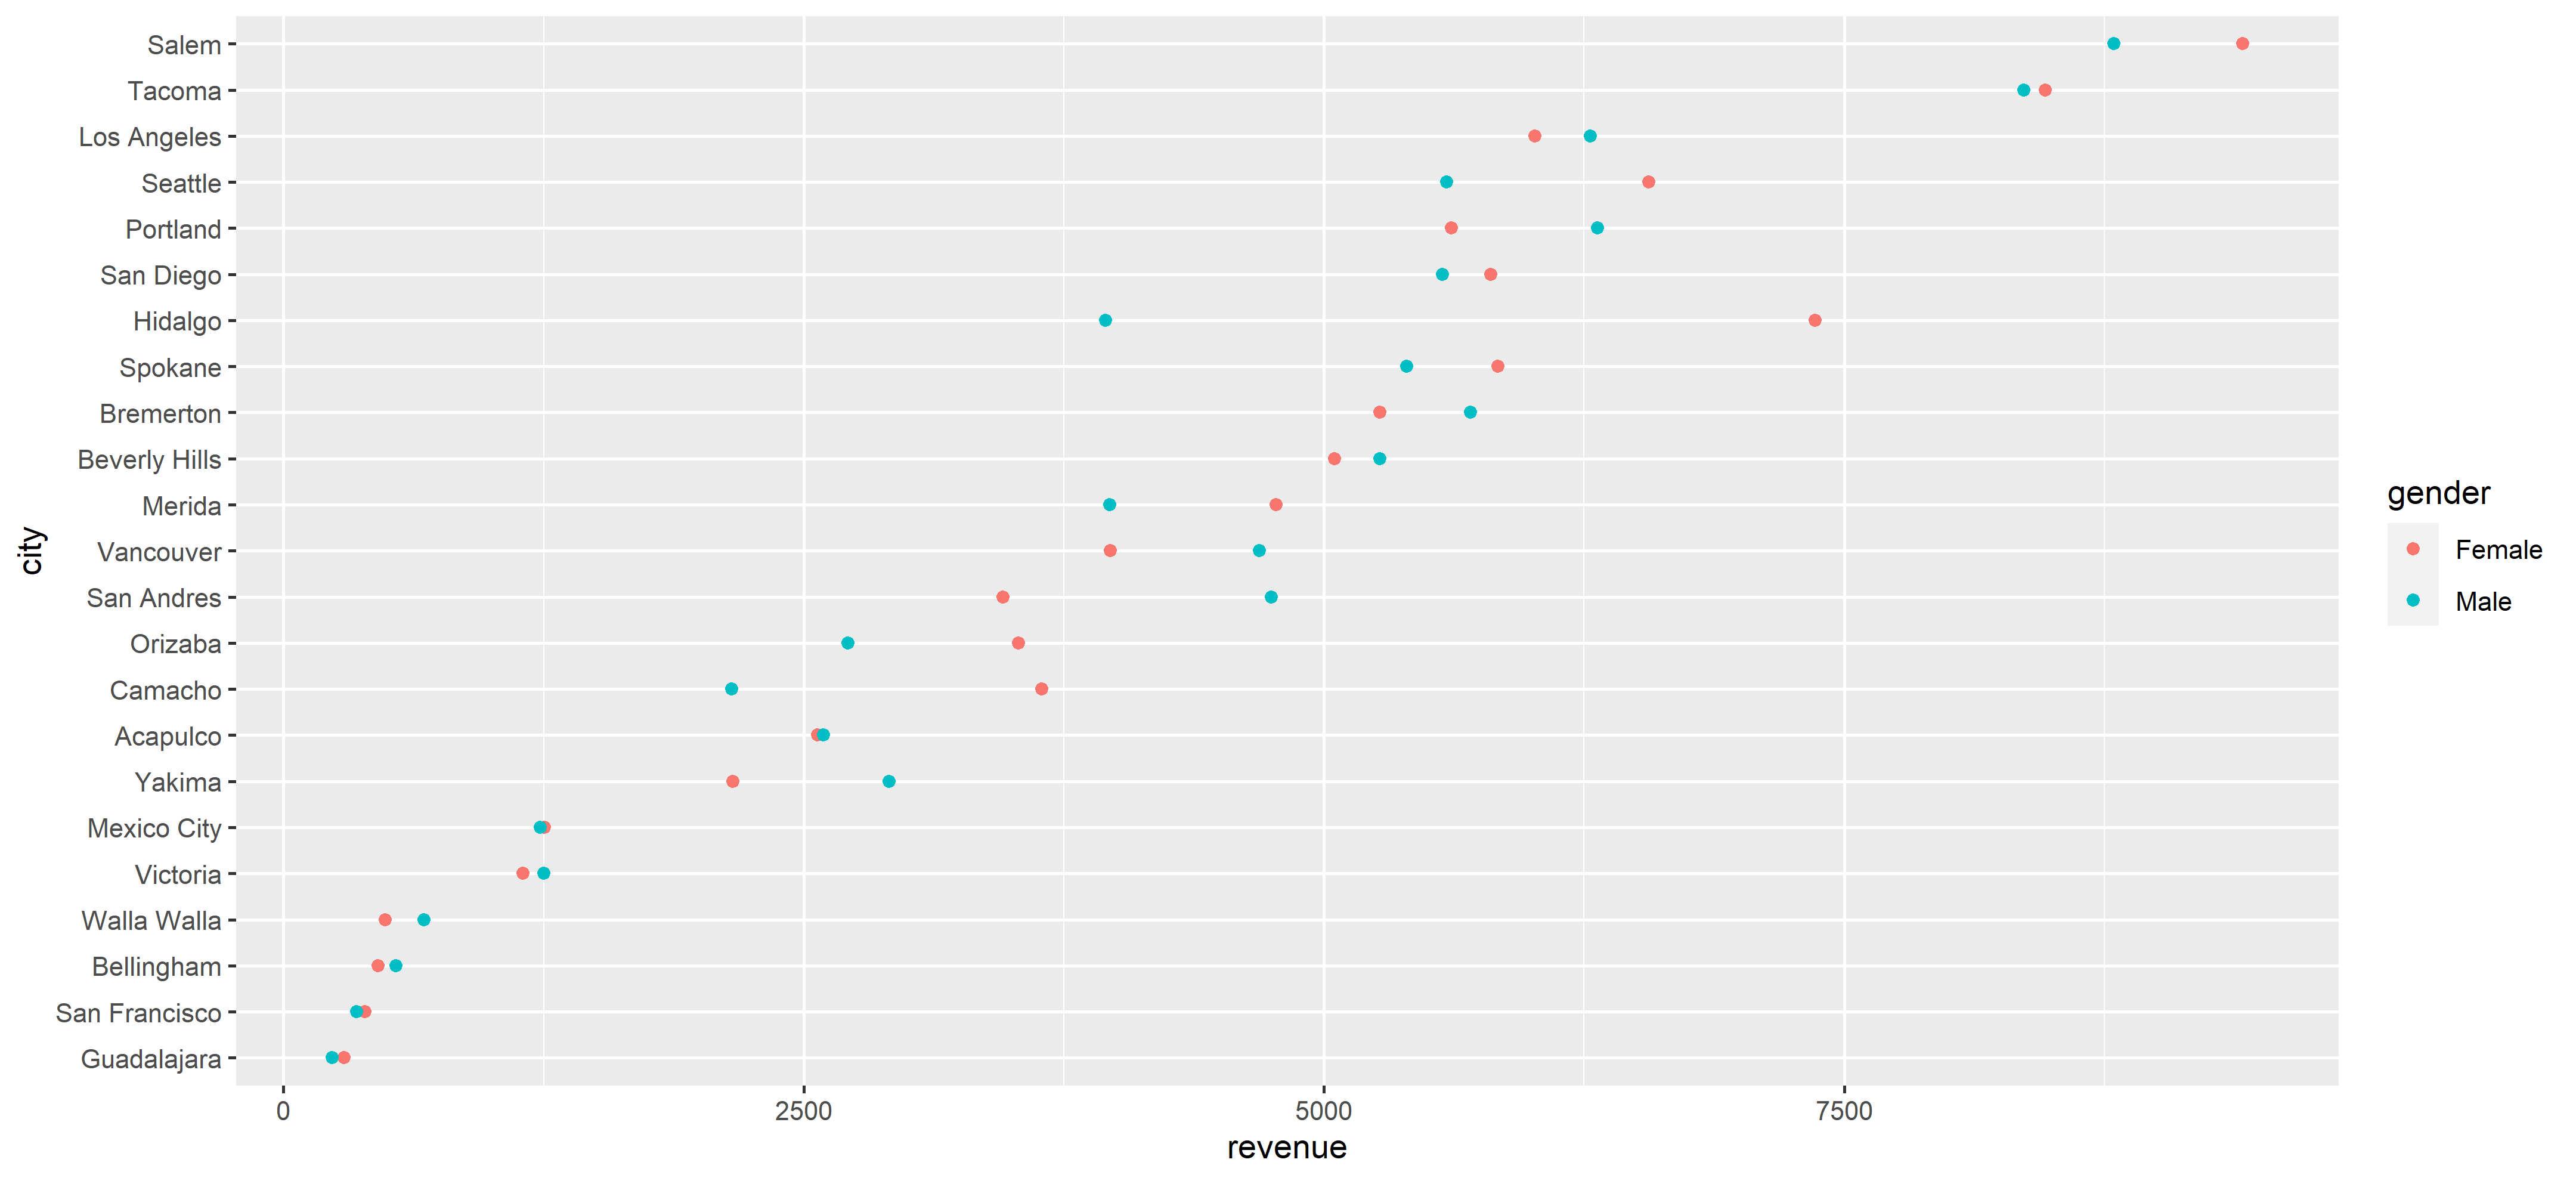 Salem
Tacoma
Los Angeles
Seattle
Portland
San Diego
Hidalgo
Spokane
Bremerton
Beverly Hills
Merida
Vancouver
San Andres
Orizaba
Camacho
Acapulco
Yakima
Mexico City
Victoria
Walla Walla
Bellingham
San Francisco
Guadalajara
city
0 2500 5000 7500
revenue
gender
Female
Male